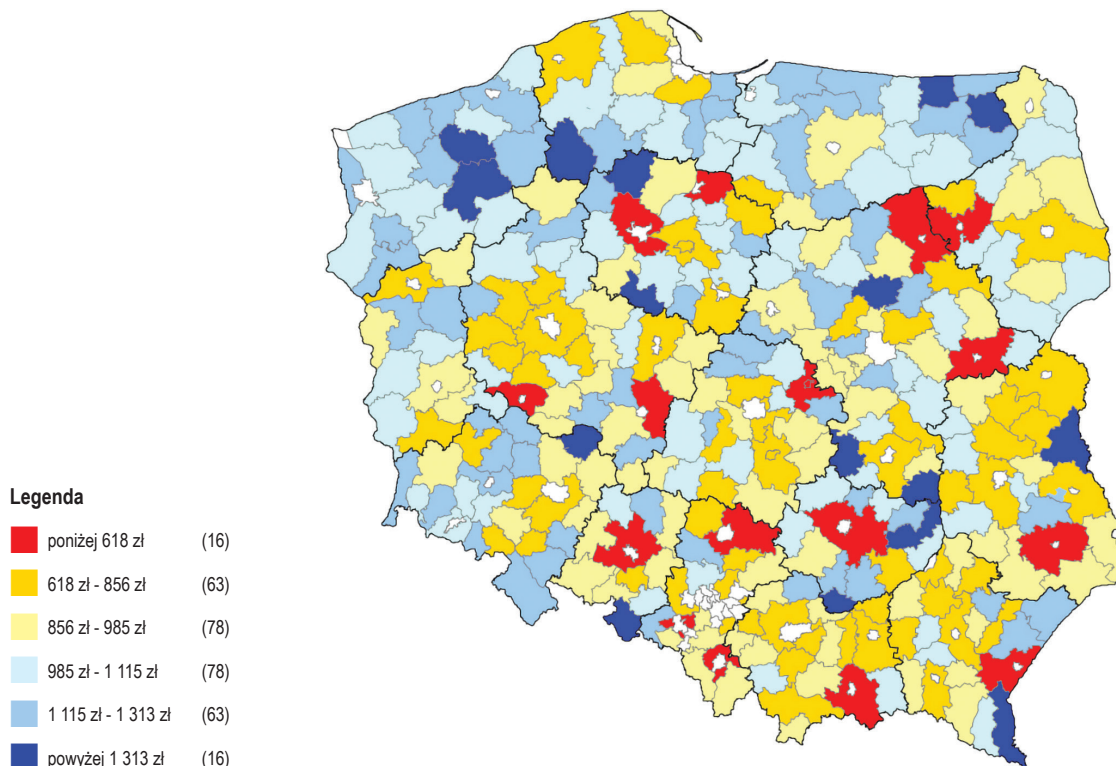 Legenda
poniżej 618 zł (16)
618 zł - 856 zł (63)
856 zł - 985 zł (78)
985 zł - 1 115 zł (78)
1 115 zł - 1 313 zł (63)
powyżej 1 313 zł (16)